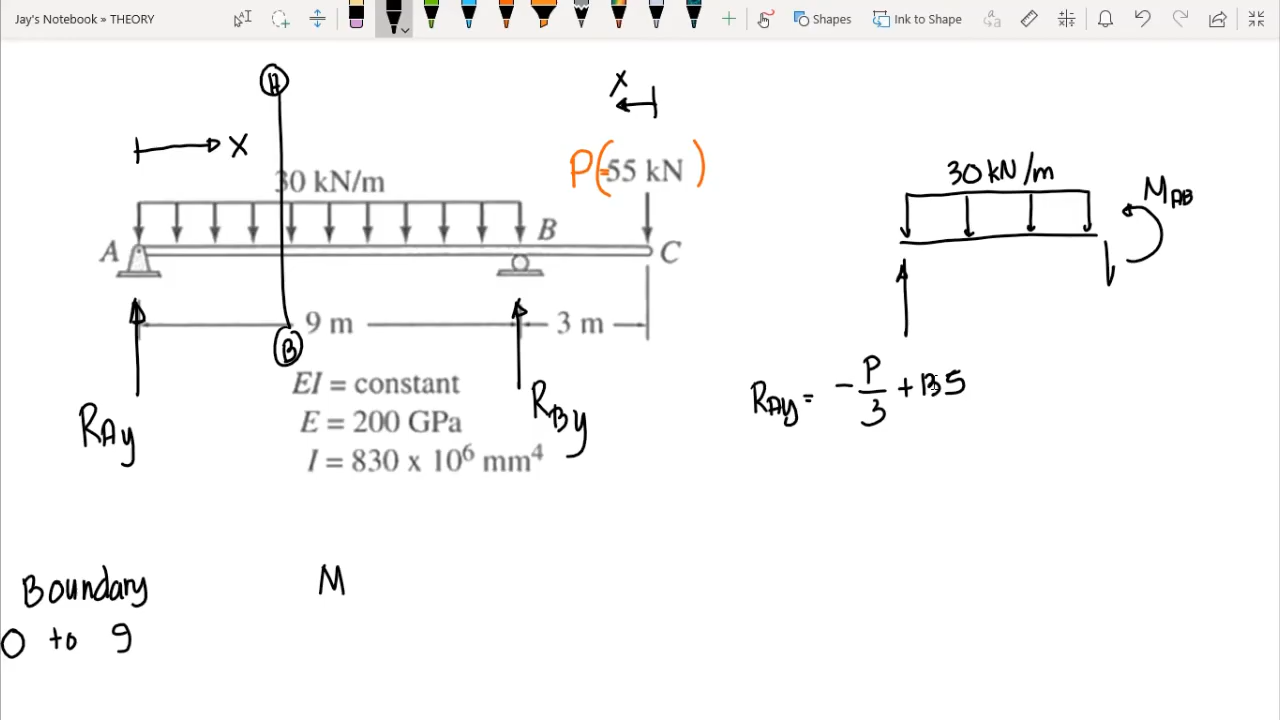 Jay's Notebook » THEORY
Shapes
Ink to Shape
A
X
X
30 kN/m
P(=55 kN)
A
B
C
B
9 m
3 m
RAy
RBy
EI = constant
E = 200 GPa
I = 830 x 10⁶ mm⁴
30 kN/m
MAB
RAy = -P/3 + 135
Boundary
M
0 to 9